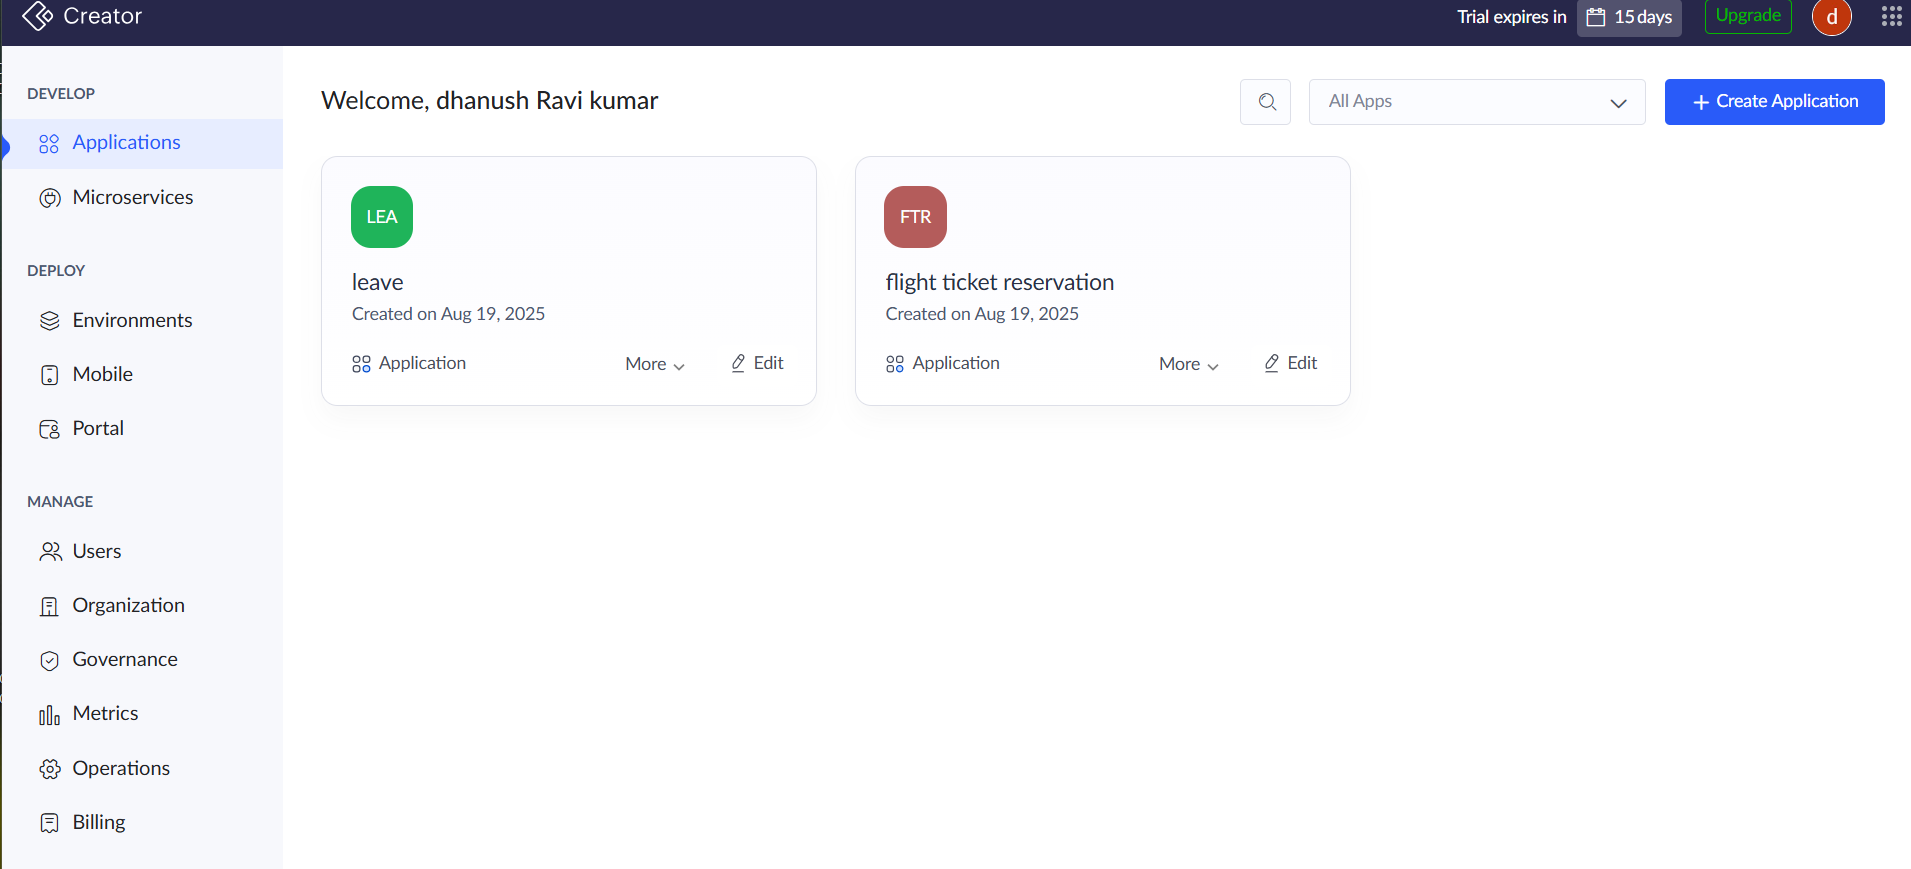 Creator
Trial expires in
15 days
Upgrade
d
DEVELOP
Applications
Microservices
DEPLOY
Environments
Mobile
Portal
MANAGE
Users
Organization
Governance
Metrics
Operations
Billing
Welcome, dhanush Ravi kumar
All Apps
+ Create Application
LEA
leave
Created on Aug 19, 2025
Application
More
Edit
FTR
flight ticket reservation
Created on Aug 19, 2025
Application
More
Edit